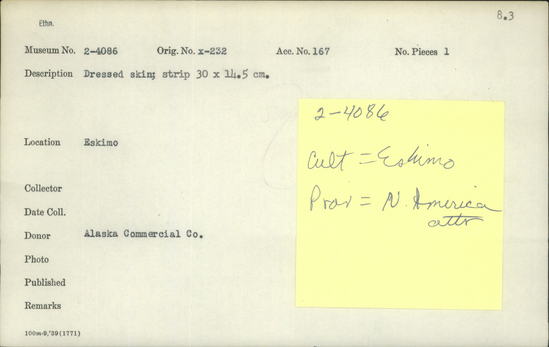 8.3
Ethn.
Museum No. 2-4086 Orig. No. x-232 Acc. No. 167 No. Pieces 1
Description Dressed skin; strip 30 x 14.5 cm.
2-4086
Location Eskimo
Cult = Eskimo
Collector
Prov = N. America
attr
Date Coll.
Donor Alaska Commercial Co.
Photo
Published
Remarks
100m-9,'39(1771)